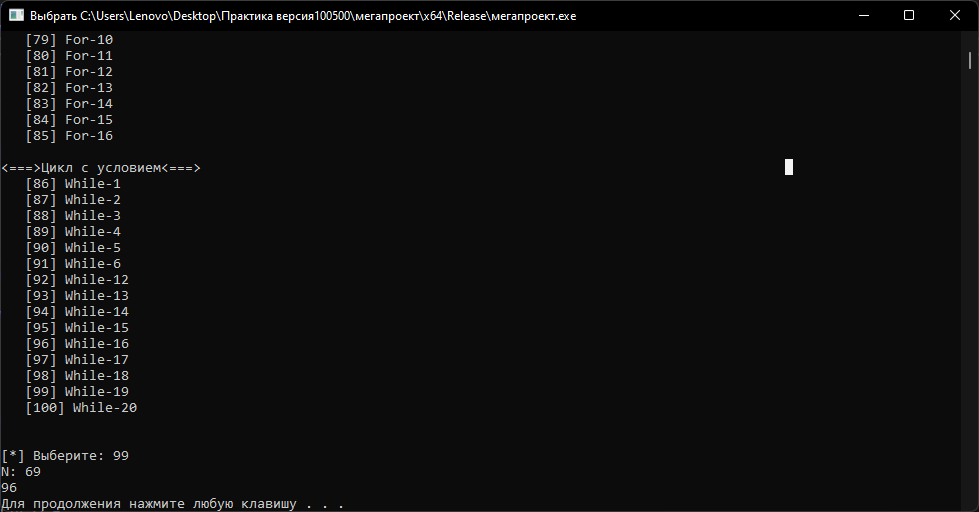 Выбрать C:\Users\Lenovo\Desktop\Практика версия100500\мегапроект\x64\Release\мегапроект.exe
[79] For-10
[80] For-11
[81] For-12
[82] For-13
[83] For-14
[84] For-15
[85] For-16
<===>Цикл с условием<===>
[86] While-1
[87] While-2
[88] While-3
[89] While-4
[90] While-5
[91] While-6
[92] While-12
[93] While-13
[94] While-14
[95] While-15
[96] While-16
[97] While-17
[98] While-18
[99] While-19
[100] While-20
[*] Выберите: 99
N: 69
96
Для продолжения нажмите любую клавишу . . .